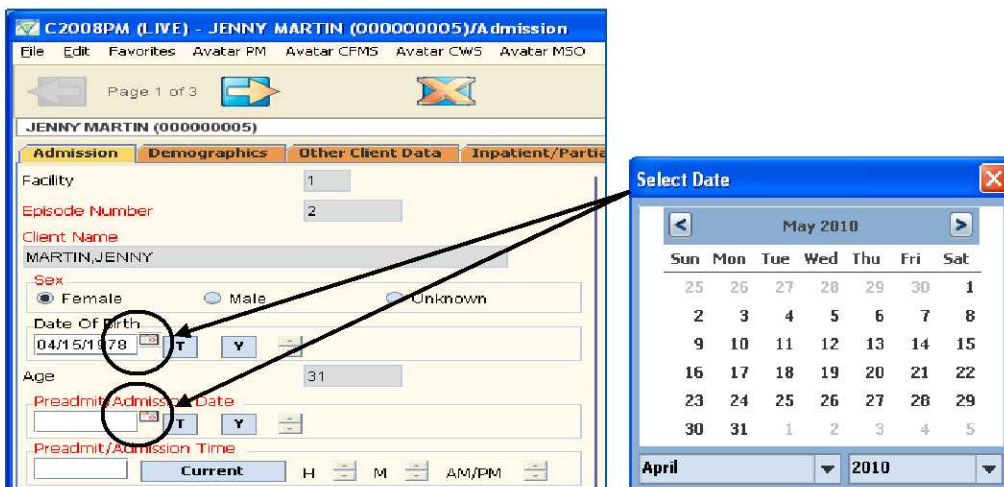 C2008PM (LIVE) - JENNY MARTIN (000000005)/Admission
File Edit Favorites Avatar PM Avatar CFMS Avatar CWS Avatar MSO
Page 1 of 3
JENNY MARTIN (000000005)
Admission Demographics Other Client Data Inpatient/Partia
Facility 1
Episode Number 2
Client Name
MARTIN,JENNY
Sex
Female Male Unknown
Date Of Birth
04/15/1978 T Y
Age 31
Preadmit/Admission Date
T Y
Preadmit/Admission Time
Current H M AM/PM
Select Date
< May 2010 >
Sun Mon Tue Wed Thu Fri Sat
25 26 27 28 29 30 1
2 3 4 5 6 7 8
9 10 11 12 13 14 15
16 17 18 19 20 21 22
23 24 25 26 27 28 29
30 31 1 2 3 4 5
April 2010